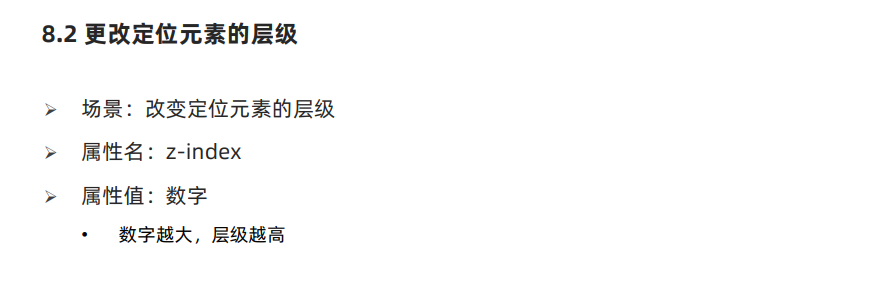 8.2 更改定位元素的层级
➢ 场景：改变定位元素的层级
➢ 属性名：z-index
➢ 属性值：数字
• 数字越大，层级越高